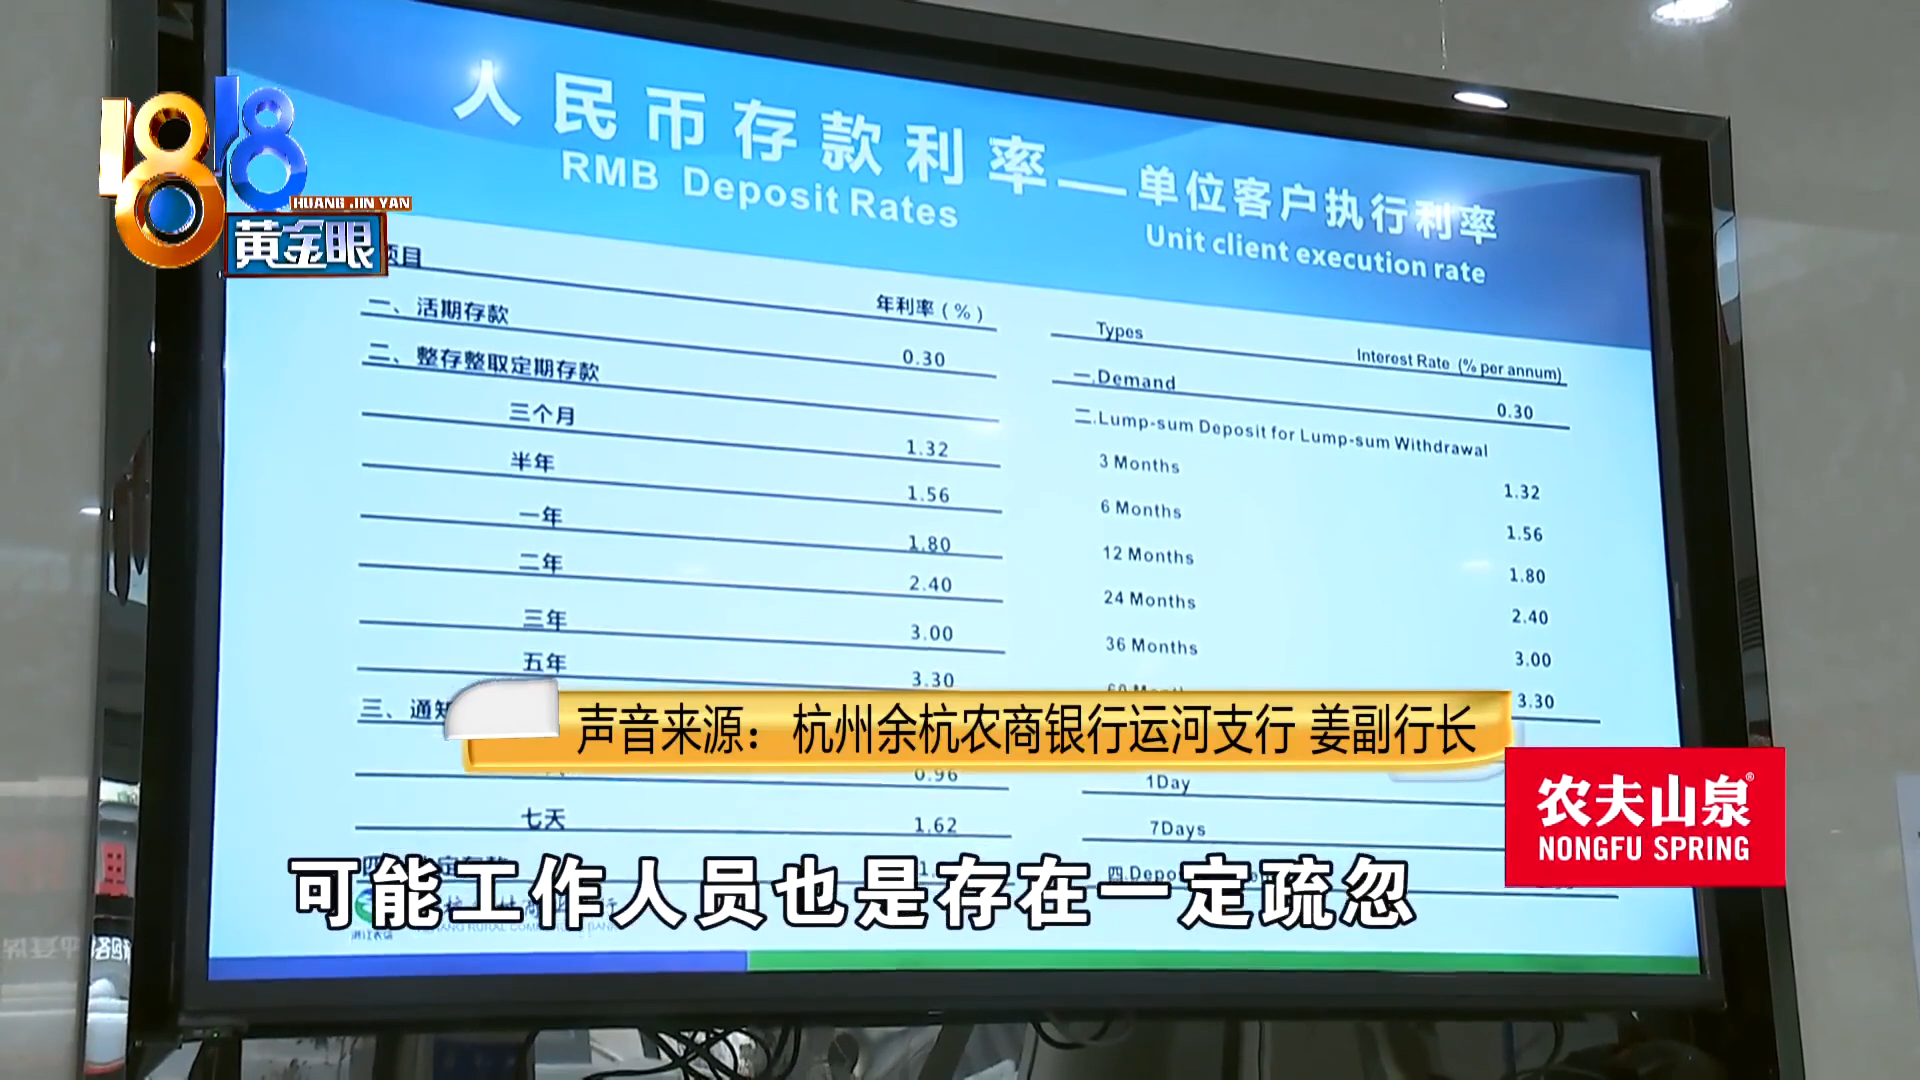 人民币存款利率——单位客户执行利率
RMB Deposit Rates
Unit client execution rate
1818
HUANG JIN YAN
黄金眼
项目
年利率（%）
一、活期存款
0.30
二、整存整取定期存款
三个月
1.32
半年
1.56
一年
1.80
二年
2.40
三年
3.00
五年
3.30
三、通知
0.96
七天
1.62
Types
Interest Rate (% per annum)
一.Demand
0.30
二.Lump-sum Deposit for Lump-sum Withdrawal
3 Months
1.32
6 Months
1.56
12 Months
1.80
24 Months
2.40
36 Months
3.00
3.30
1Day
7Days
声音来源：杭州余杭农商银行运河支行 姜副行长
农夫山泉®
NONGFU SPRING
可能工作人员也是存在一定疏忽